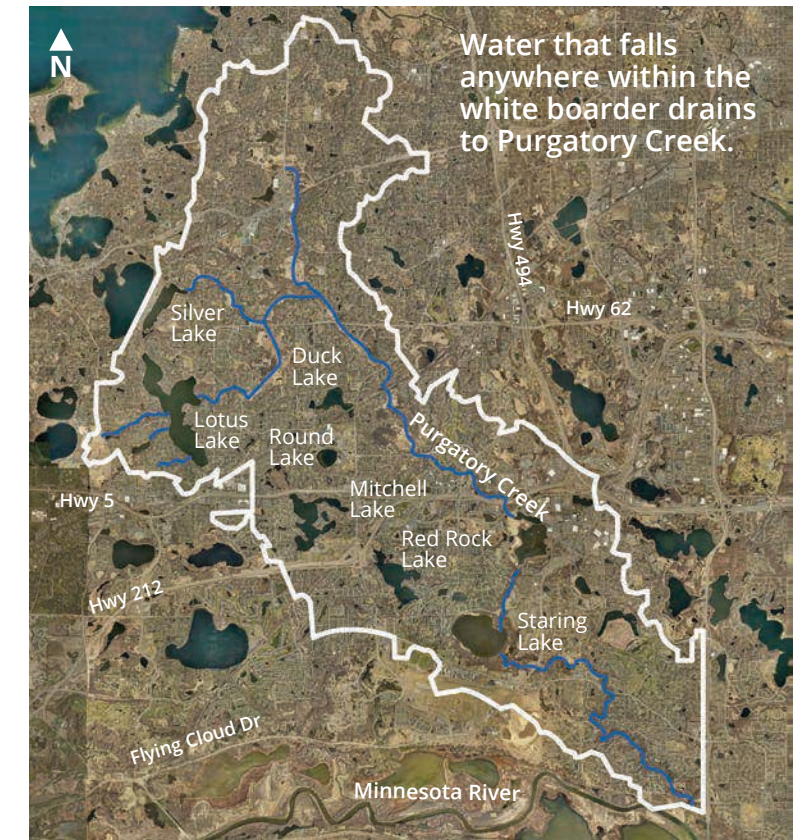 N
Water that falls
anywhere within the
white boarder drains
to Purgatory Creek.
Hwy 494
Hwy 62
Silver
Lake
Duck
Lake
Lotus
Lake
Round
Lake
Purgatory Creek
Hwy 5
Mitchell
Lake
Red Rock
Lake
Hwy 212
Staring
Lake
Flying Cloud Dr
Minnesota River